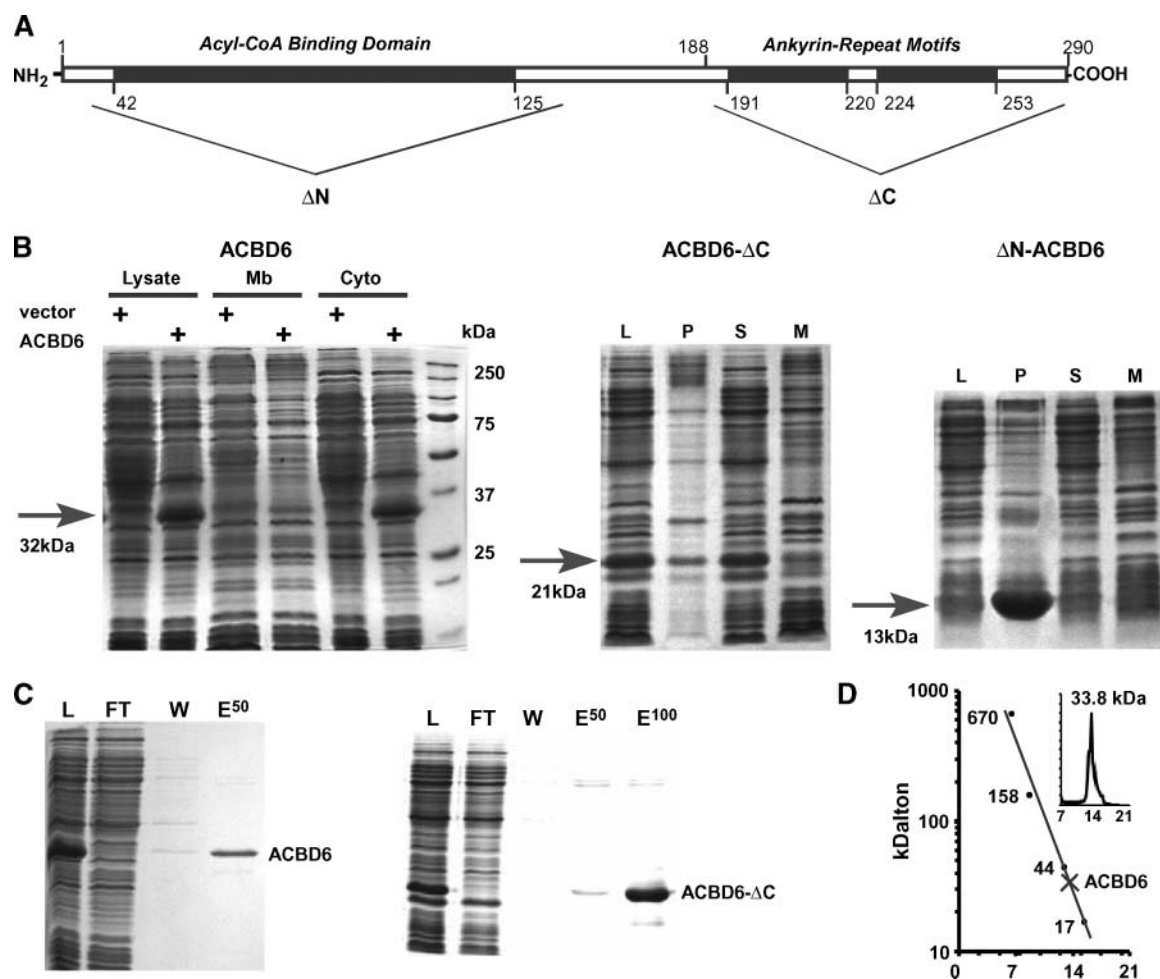 A
1 Acyl-CoA Binding Domain 188 Ankyrin-Repeat Motifs 290
NH2 -COOH
42 125 191 220 224 253
ΔN ΔC
B
ACBD6 ACBD6-ΔC ΔN-ACBD6
Lysate Mb Cyto
vector + + +
ACBD6 + + + kDa
250
75
37
25
32kDa
L P S M
21kDa
L P S M
13kDa
C
L FT W E50
ACBD6
L FT W E50 E100
ACBD6-ΔC
D
kDalton
1000
100
10
0 7 14 21
670
158
44
17
ACBD6
33.8 kDa
7 14 21